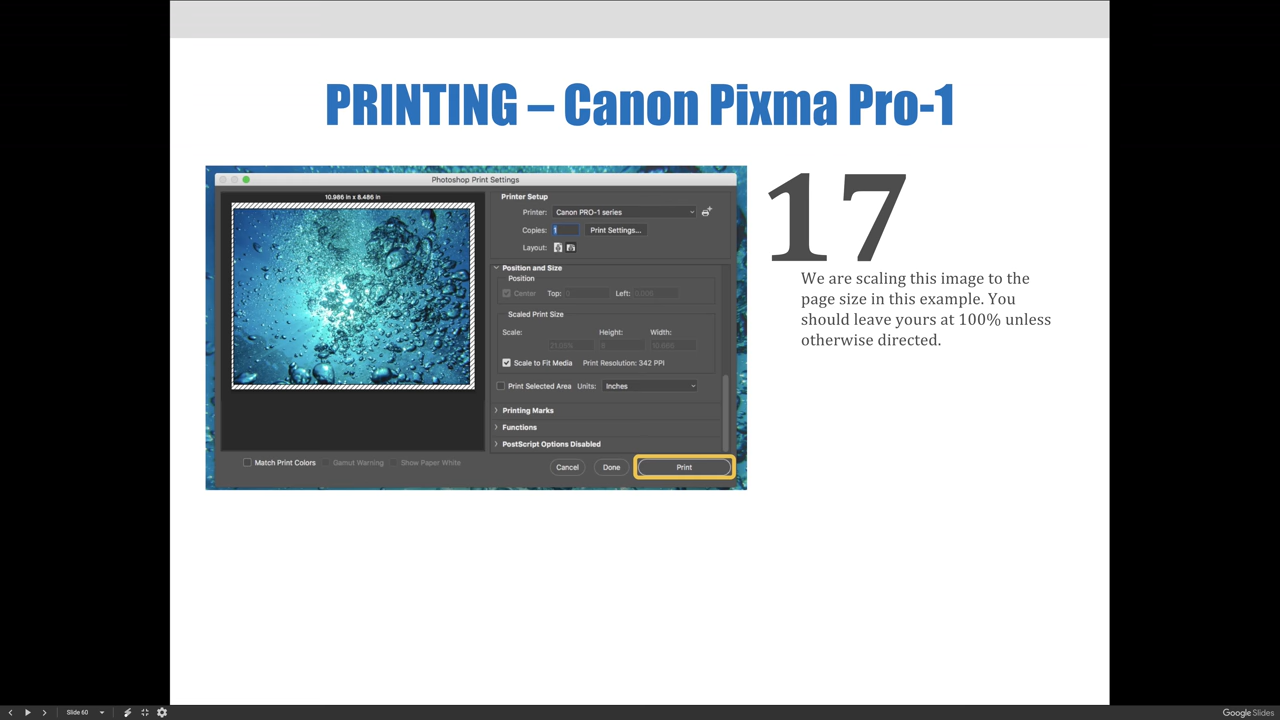 PRINTING – Canon Pixma Pro-1
Photoshop Print Settings
10.986 in x 8.486 in
Printer Setup
Printer: Canon PRO-1 series
Copies: 1 Print Settings...
Layout:
Position and Size
Position
Center Top: 0 Left:
Scaled Print Size
Scale: Height: Width:
Scale to Fit Media Print Resolution: 342 PPI
Print Selected Area Units: Inches
Printing Marks
Functions
PostScript Options Disabled
Match Print Colors Gamut Warning Show Paper White
Cancel Done Print
17
We are scaling this image to the
page size in this example. You
should leave yours at 100% unless
otherwise directed.
Slide 60
Google Slides